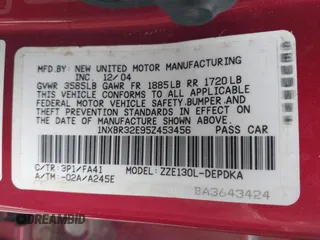 MFD.BY: NEW UNITED MOTOR MANUFACTURING
INC. 12/04
GVWR 3585LB GAWR FR 1885LB RR 1720LB
THIS VEHICLE CONFORMS TO ALL APPLI-
CABLE FEDERAL MOTOR VEHICLE
SAFETY,BUMPER,AND
THEFT PREVENTION STANDARDS IN EFFECT
ON THE DATE OF MANUFACTURE SHOWN
ABOVE.
1NXBR32E95Z453456 PASS CAR
C/TR: 3P1/FA41 MODEL: ZZE130L-DEPDKA
A/TM: -02A/A245E
BA3643424